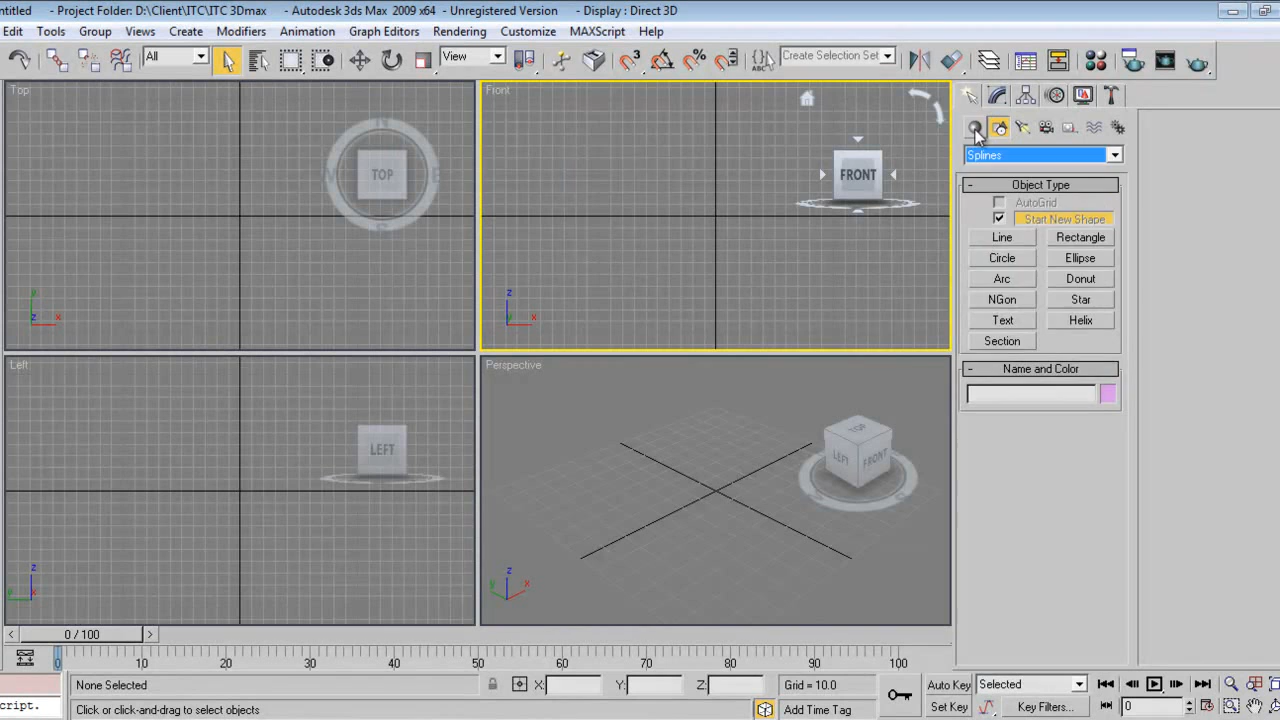 ntitled - Project Folder: D:\Client\ITC\ITC 3Dmax - Autodesk 3ds Max 2009 x64 - Unregistered Version - Display : Direct 3D
Edit Tools Group Views Create Modifiers Animation Graph Editors Rendering Customize MAXScript Help
All View 3 % ABC Create Selection Set
Top
TOP
Front
FRONT
Splines
Object Type
AutoGrid
Start New Shape
Line Rectangle
Circle Ellipse
Arc Donut
NGon Star
Text Helix
Section
Name and Color
y z x
z y x
Left
LEFT
Perspective
TOP
LEFT FRONT
z y x
z y x
0 / 100
0 10 20 30 40 50 60 70 80 90 100
None Selected X: Y: Z: Grid = 10.0 Auto Key Selected
cript. Click or click-and-drag to select objects Add Time Tag Set Key Key Filters... 0